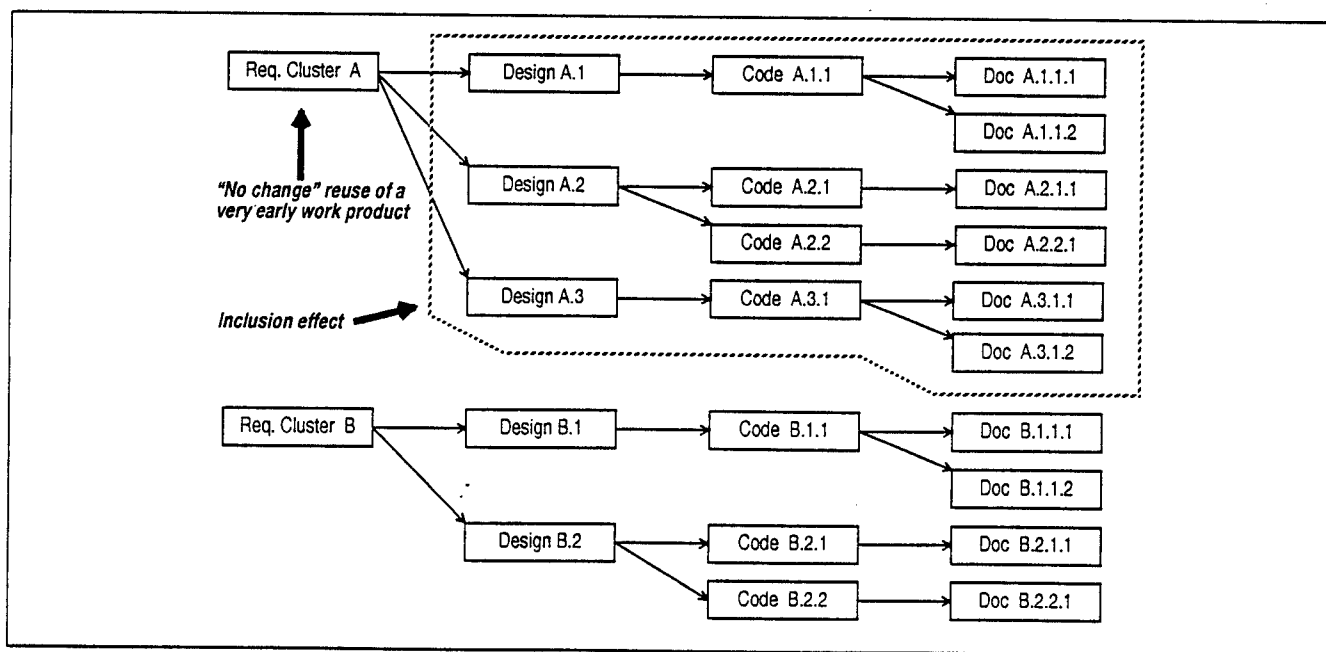 Req. Cluster A
Design A.1
Code A.1.1
Doc A.1.1.1
Doc A.1.1.2
"No change" reuse of a
very early work product
Design A.2
Code A.2.1
Doc A.2.1.1
Code A.2.2
Doc A.2.2.1
Inclusion effect
Design A.3
Code A.3.1
Doc A.3.1.1
Doc A.3.1.2
Req. Cluster B
Design B.1
Code B.1.1
Doc B.1.1.1
Doc B.1.1.2
Design B.2
Code B.2.1
Doc B.2.1.1
Code B.2.2
Doc B.2.2.1